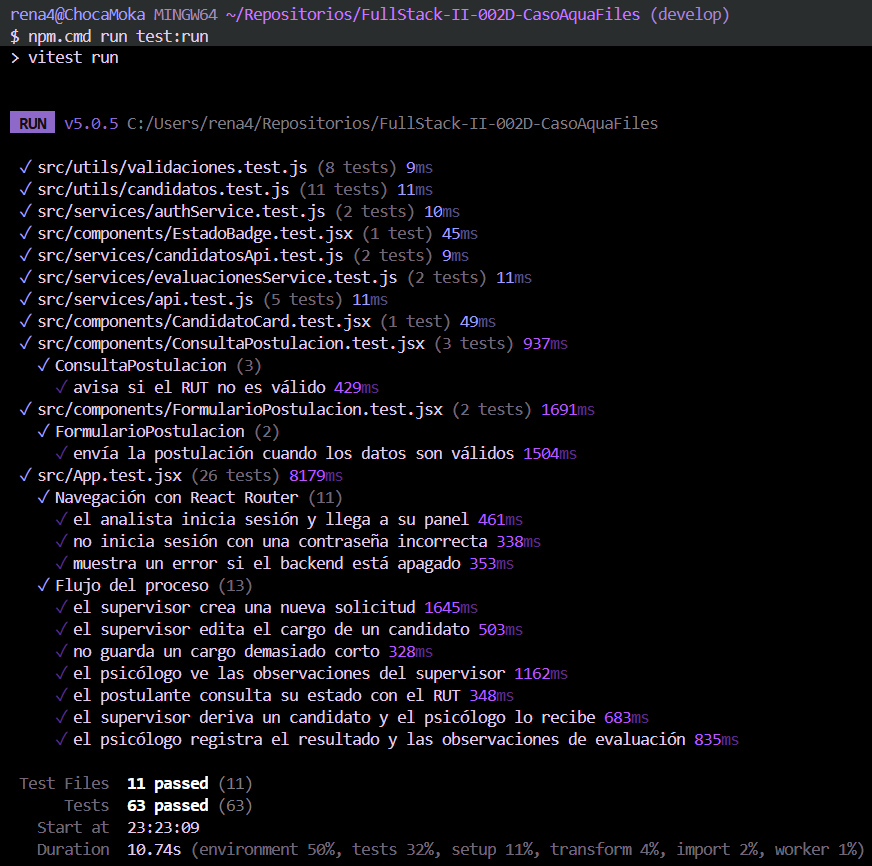 rena4@ChocaMoka MINGW64 ~/Repositorios/FullStack-II-002D-CasoAquaFiles (develop)
$ npm.cmd run test:run
> vitest run
RUN v5.0.5 C:/Users/rena4/Repositorios/FullStack-II-002D-CasoAquaFiles
✓ src/utils/validaciones.test.js (8 tests) 9ms
✓ src/utils/candidatos.test.js (11 tests) 11ms
✓ src/services/authService.test.js (2 tests) 10ms
✓ src/components/EstadoBadge.test.jsx (1 test) 45ms
✓ src/services/candidatosApi.test.js (2 tests) 9ms
✓ src/services/evaluacionesService.test.js (2 tests) 11ms
✓ src/services/api.test.js (5 tests) 11ms
✓ src/components/CandidatoCard.test.jsx (1 test) 49ms
✓ src/components/ConsultaPostulacion.test.jsx (3 tests) 937ms
✓ ConsultaPostulacion (3)
✓ avisa si el RUT no es válido 429ms
✓ src/components/FormularioPostulacion.test.jsx (2 tests) 1691ms
✓ FormularioPostulacion (2)
✓ envía la postulación cuando los datos son válidos 1504ms
✓ src/App.test.jsx (26 tests) 8179ms
✓ Navegación con React Router (11)
✓ el analista inicia sesión y llega a su panel 461ms
✓ no inicia sesión con una contraseña incorrecta 338ms
✓ muestra un error si el backend está apagado 353ms
✓ Flujo del proceso (13)
✓ el supervisor crea una nueva solicitud 1645ms
✓ el supervisor edita el cargo de un candidato 503ms
✓ no guarda un cargo demasiado corto 328ms
✓ el psicólogo ve las observaciones del supervisor 1162ms
✓ el postulante consulta su estado con el RUT 348ms
✓ el supervisor deriva un candidato y el psicólogo lo recibe 683ms
✓ el psicólogo registra el resultado y las observaciones de evaluación 835ms
Test Files 11 passed (11)
Tests 63 passed (63)
Start at 23:23:09
Duration 10.74s (environment 50%, tests 32%, setup 11%, transform 4%, import 2%, worker 1%)